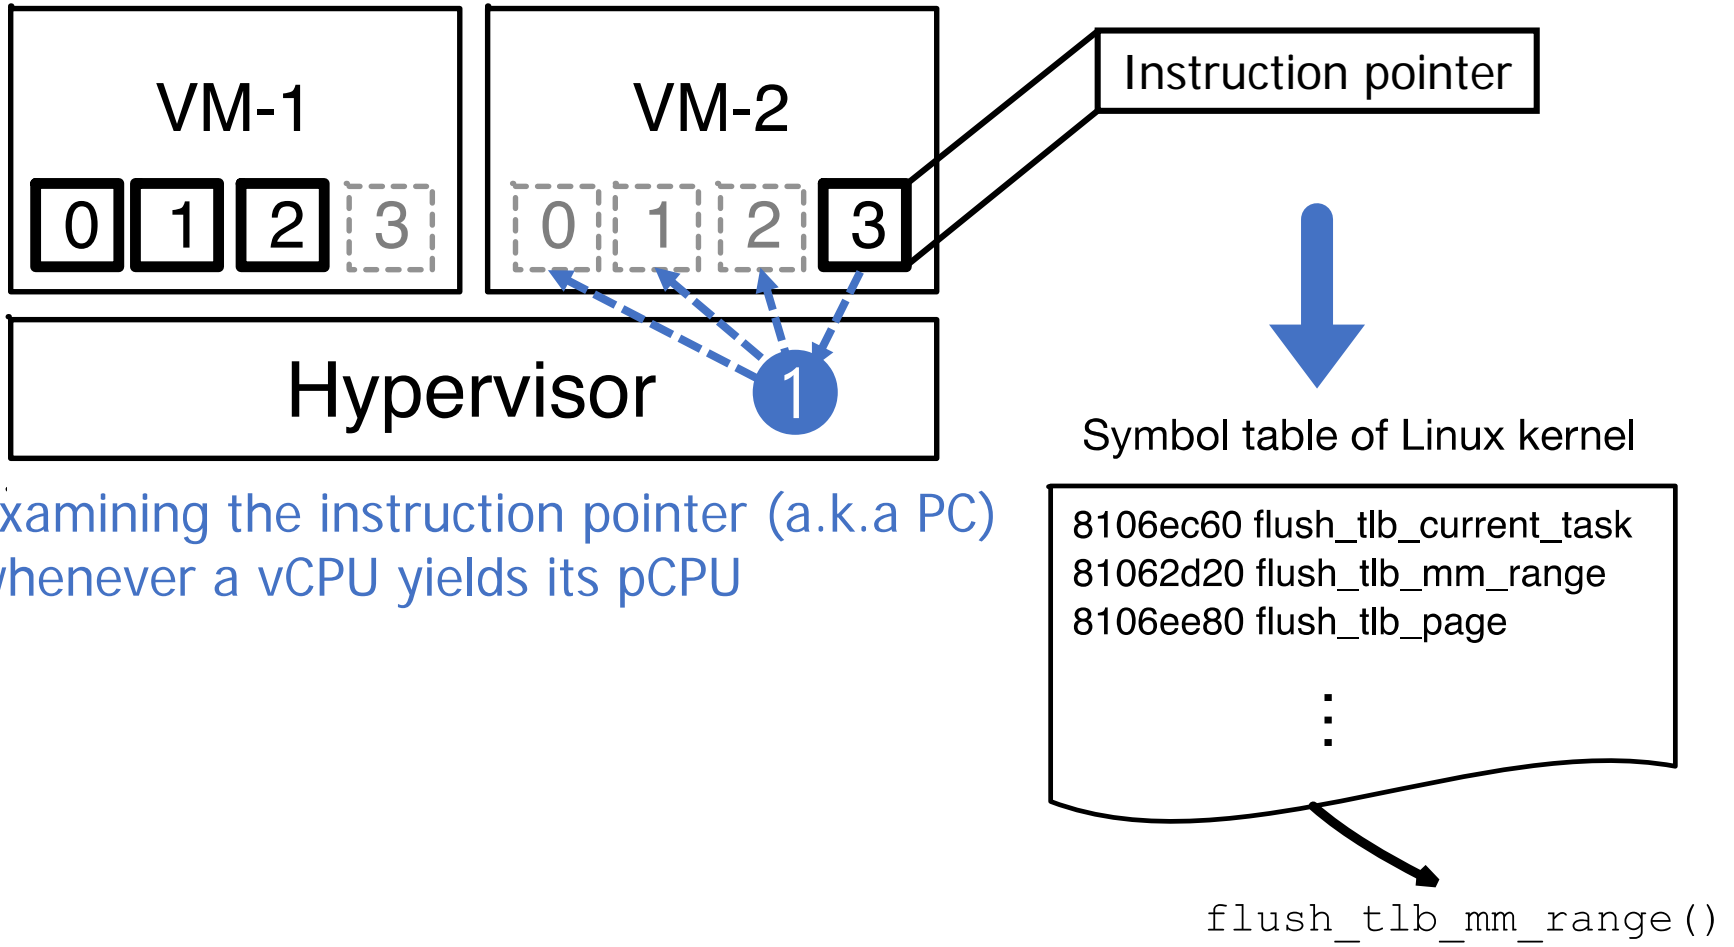 VM-1
VM-2
Instruction pointer
0 1 2 3
0 1 2 3
Hypervisor
1
Symbol table of Linux kernel
xamining the instruction pointer (a.k.a PC)
whenever a vCPU yields its pCPU
8106ec60 flush_tlb_current_task
81062d20 flush_tlb_mm_range
8106ee80 flush_tlb_page
⋮
flush_tlb_mm_range()